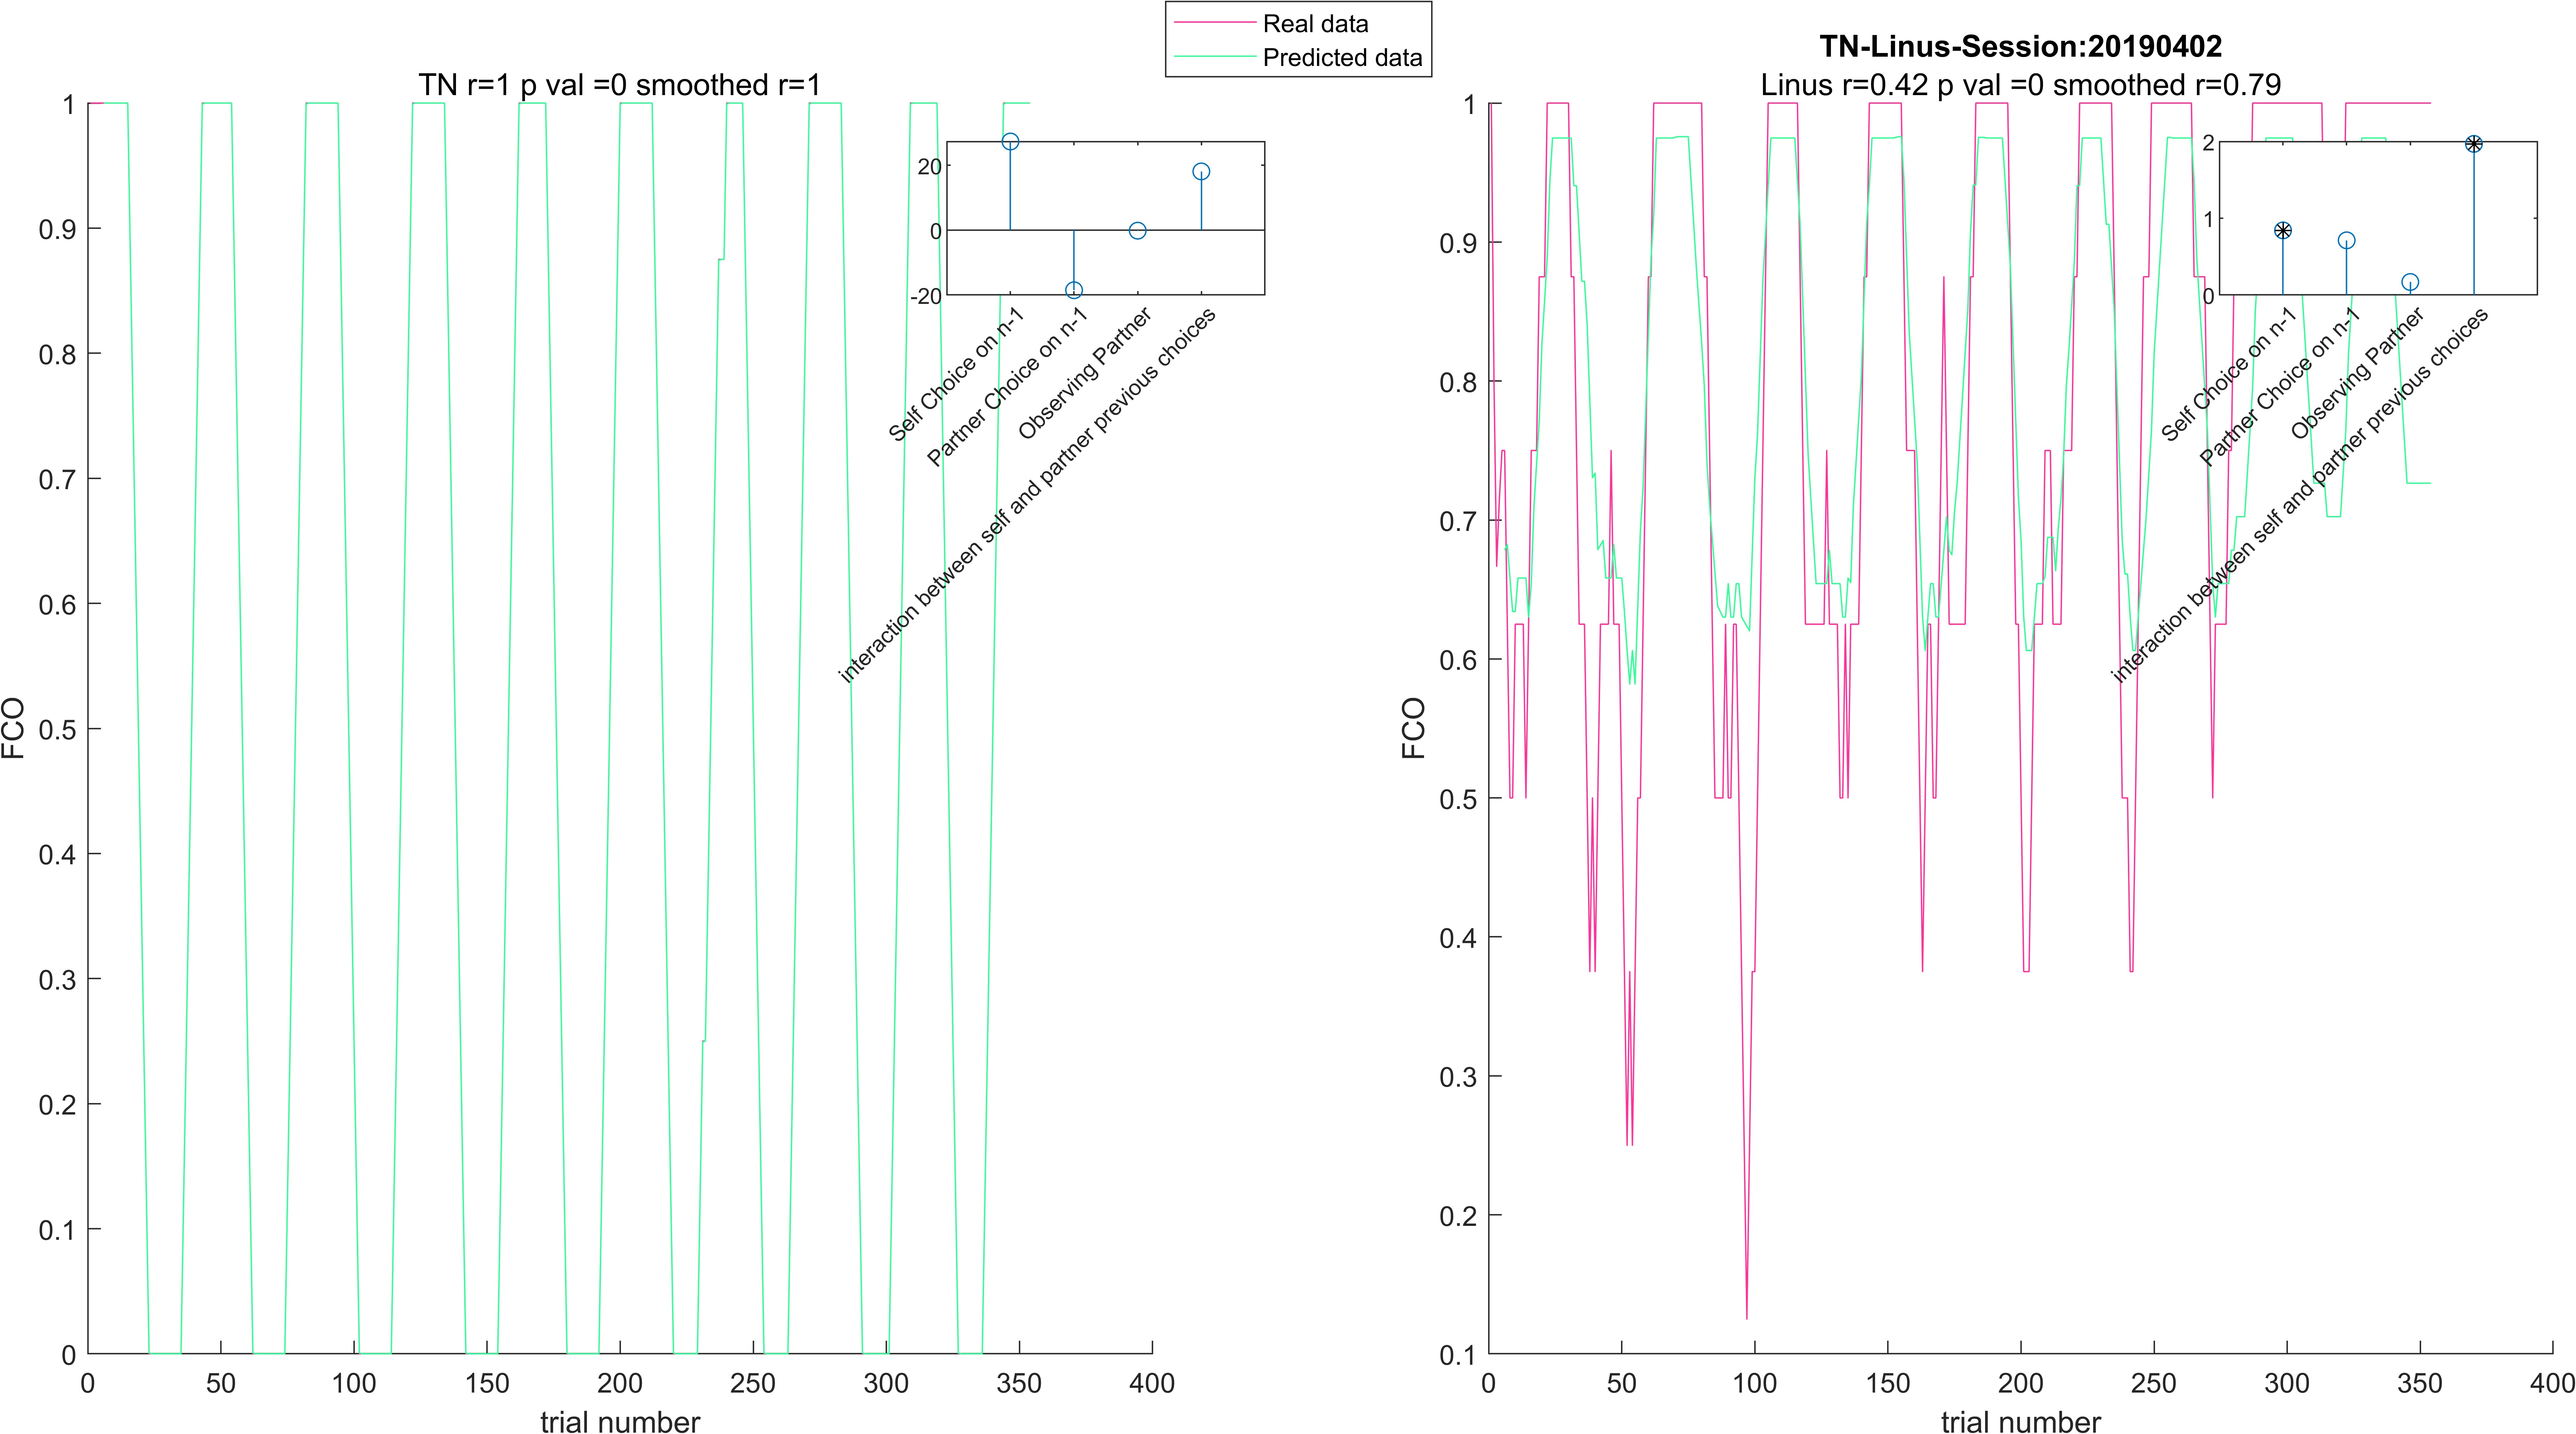 Real data
Predicted data
TN r=1 p val =0 smoothed r=1
1
0.9
0.8
0.7
0.6
0.5
0.4
0.3
0.2
0.1
0
FCO
0
50
100
150
200
250
300
350
400
trial number
20
0
-20
Self Choice on n-1
Partner Choice on n-1
Observing Partner
interaction between self and partner previous choices
TN-Linus-Session:20190402
Linus r=0.42 p val =0 smoothed r=0.79
1
0.9
0.8
0.7
0.6
0.5
0.4
0.3
0.2
0.1
FCO
0
50
100
150
200
250
300
350
400
trial number
2
1
0
Self Choice on n-1
Partner Choice on n-1
Observing Partner
interaction between self and partner previous choices